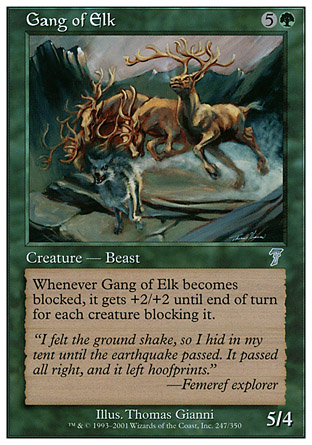 Gang of Elk 5
Creature — Beast
Whenever Gang of Elk becomes
blocked, it gets +2/+2 until end of turn
for each creature blocking it.
“I felt the ground shake, so I hid in my
tent until the earthquake passed. It passed
all right, and it left hoofprints.”
—Femeref explorer
Illus. Thomas Gianni
™ & © 1993-2001 Wizards of the Coast, Inc. 247/350
5/4